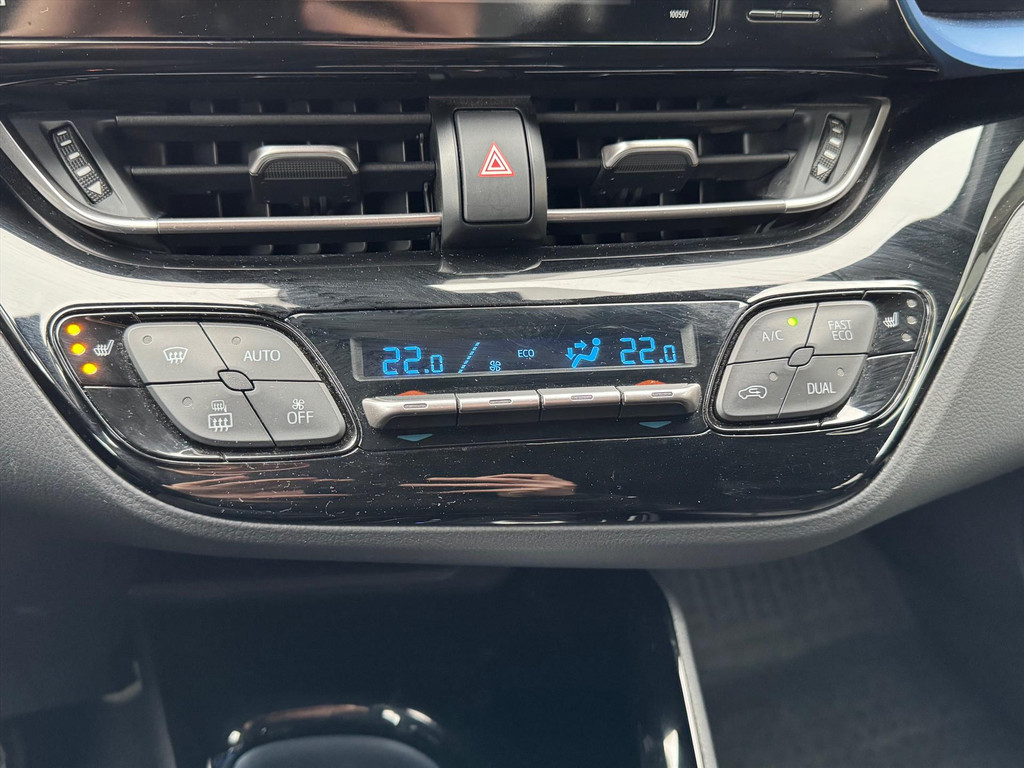 100507
22.0 ECO 22.0
AUTO
OFF
A/C
FAST
ECO
DUAL